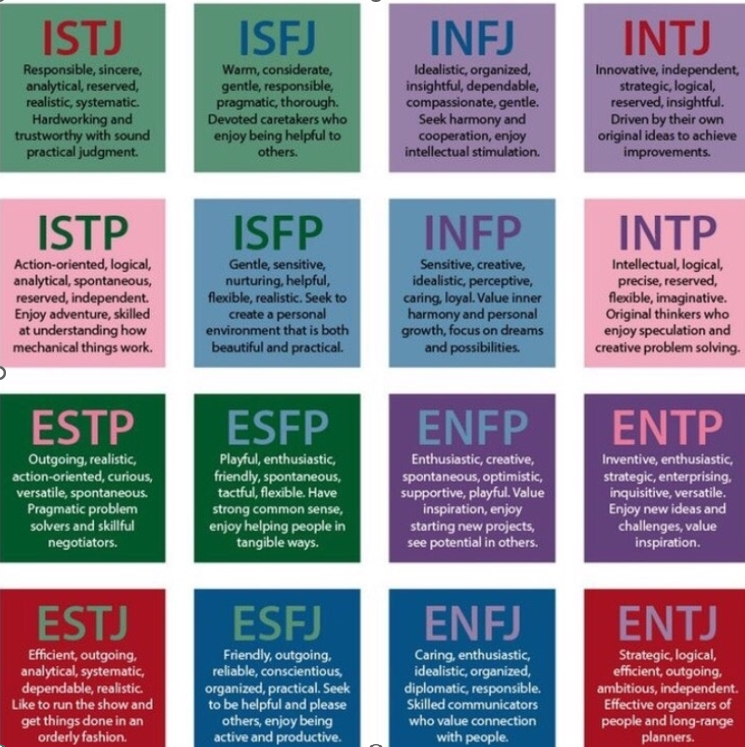 ISTJ
Responsible, sincere,
analytical, reserved,
realistic, systematic.
Hardworking and
trustworthy with sound
practical judgment.
ISFJ
Warm, considerate,
gentle, responsible,
pragmatic, thorough.
Devoted caretakers who
enjoy being helpful to
others.
INFJ
Idealistic, organized,
insightful, dependable,
compassionate, gentle.
Seek harmony and
cooperation, enjoy
intellectual stimulation.
INTJ
Innovative, independent,
strategic, logical,
reserved, insightful.
Driven by their own
original ideas to achieve
improvements.
ISTP
Action-oriented, logical,
analytical, spontaneous,
reserved, independent.
Enjoy adventure, skilled
at understanding how
mechanical things work.
ISFP
Gentle, sensitive,
nurturing, helpful,
flexible, realistic. Seek to
create a personal
environment that is both
beautiful and practical.
INFP
Sensitive, creative,
idealistic, perceptive,
caring, loyal. Value inner
harmony and personal
growth, focus on dreams
and possibilities.
INTP
Intellectual, logical,
precise, reserved,
flexible, imaginative.
Original thinkers who
enjoy speculation and
creative problem solving.
ESTP
Outgoing, realistic,
action-oriented, curious,
versatile, spontaneous.
Pragmatic problem
solvers and skillful
negotiators.
ESFP
Playful, enthusiastic,
friendly, spontaneous,
tactful, flexible. Have
strong common sense,
enjoy helping people in
tangible ways.
ENFP
Enthusiastic, creative,
spontaneous, optimistic,
supportive, playful. Value
inspiration, enjoy
starting new projects,
see potential in others.
ENTP
Inventive, enthusiastic,
strategic, enterprising,
inquisitive, versatile.
Enjoy new ideas and
challenges, value
inspiration.
ESTJ
Efficient, outgoing,
analytical, systematic,
dependable, realistic.
Like to run the show and
get things done in an
orderly fashion.
ESFJ
Friendly, outgoing,
reliable, conscientious,
organized, practical. Seek
to be helpful and please
others, enjoy being
active and productive.
ENFJ
Caring, enthusiastic,
idealistic, organized,
diplomatic, responsible.
Skilled communicators
who value connection
with people.
ENTJ
Strategic, logical,
efficient, outgoing,
ambitious, independent.
Effective organizers of
people and long-range
planners.